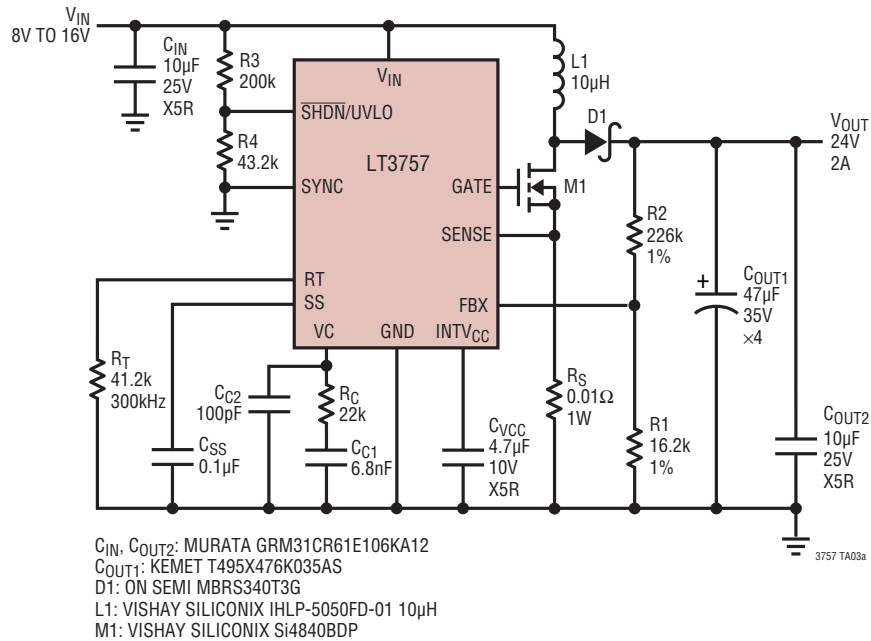 VIN
8V TO 16V
CIN
10µF
25V
X5R
R3
200k
R4
43.2k
VIN
SHDN/UVLO
LT3757
SYNC
GATE
SENSE
RT
SS
FBX
VC
GND
INTVCC
L1
10µH
D1
M1
VOUT
24V
2A
R2
226k
1%
+
COUT1
47µF
35V
×4
RT
41.2k
300kHz
CSS
0.1µF
CC2
100pF
RC
22k
CC1
6.8nF
CVCC
4.7µF
10V
X5R
RS
0.01Ω
1W
R1
16.2k
1%
COUT2
10µF
25V
X5R
3757 TA03a
CIN, COUT2: MURATA GRM31CR61E106KA12
COUT1: KEMET T495X476K035AS
D1: ON SEMI MBRS340T3G
L1: VISHAY SILICONIX IHLP-5050FD-01 10µH
M1: VISHAY SILICONIX Si4840BDP